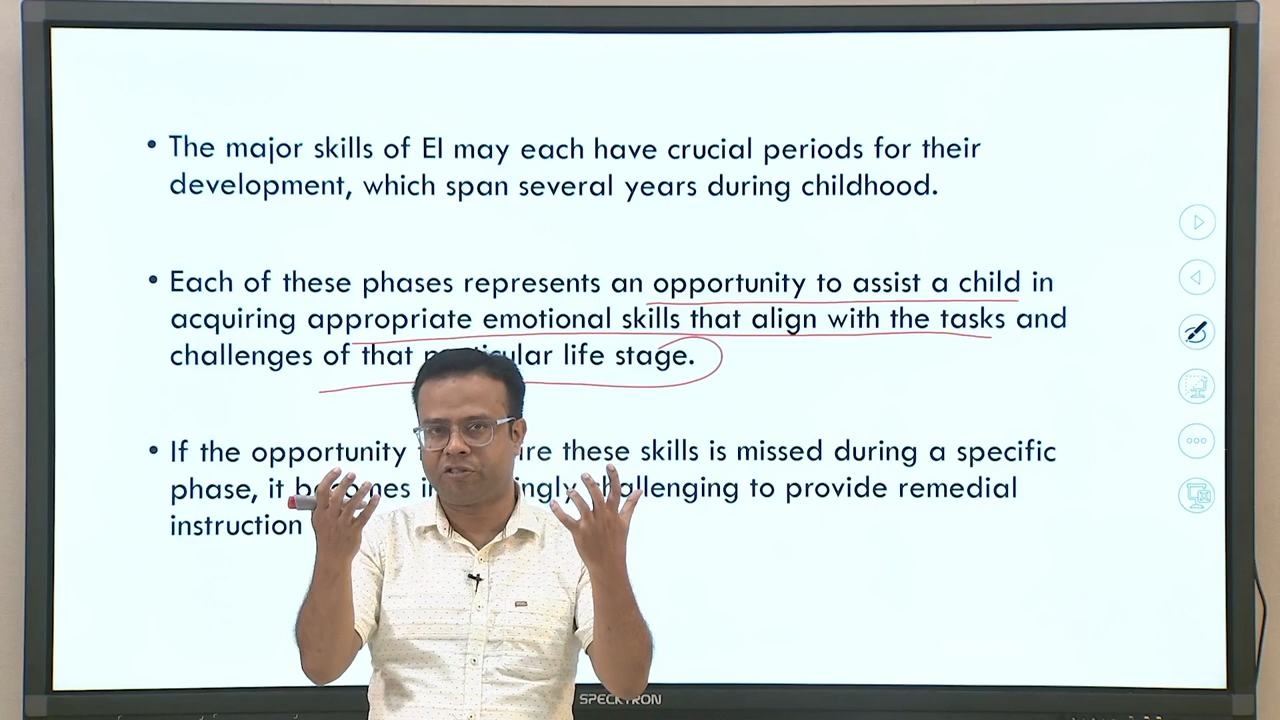 • The major skills of EI may each have crucial periods for their
development, which span several years during childhood.
• Each of these phases represents an opportunity to assist a child in
acquiring appropriate emotional skills that align with the tasks and
challenges of that life stage.
• If the opportunity these skills is missed during a specific
phase, it challenging to provide remedial
instruction
SPECKTRON